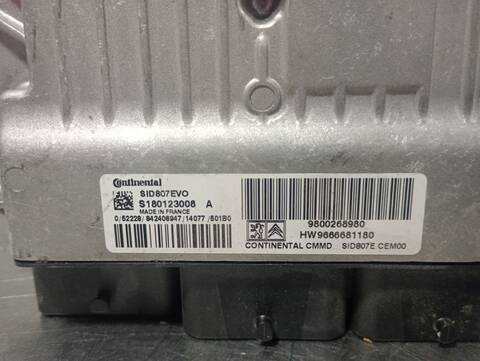 Continental
SID807EVO
S180123008 A
MADE IN FRANCE
0/52228/842406947/14077/501B0
9800268980
HW9666681180
CONTINENTAL CMMD SID807E CEM00